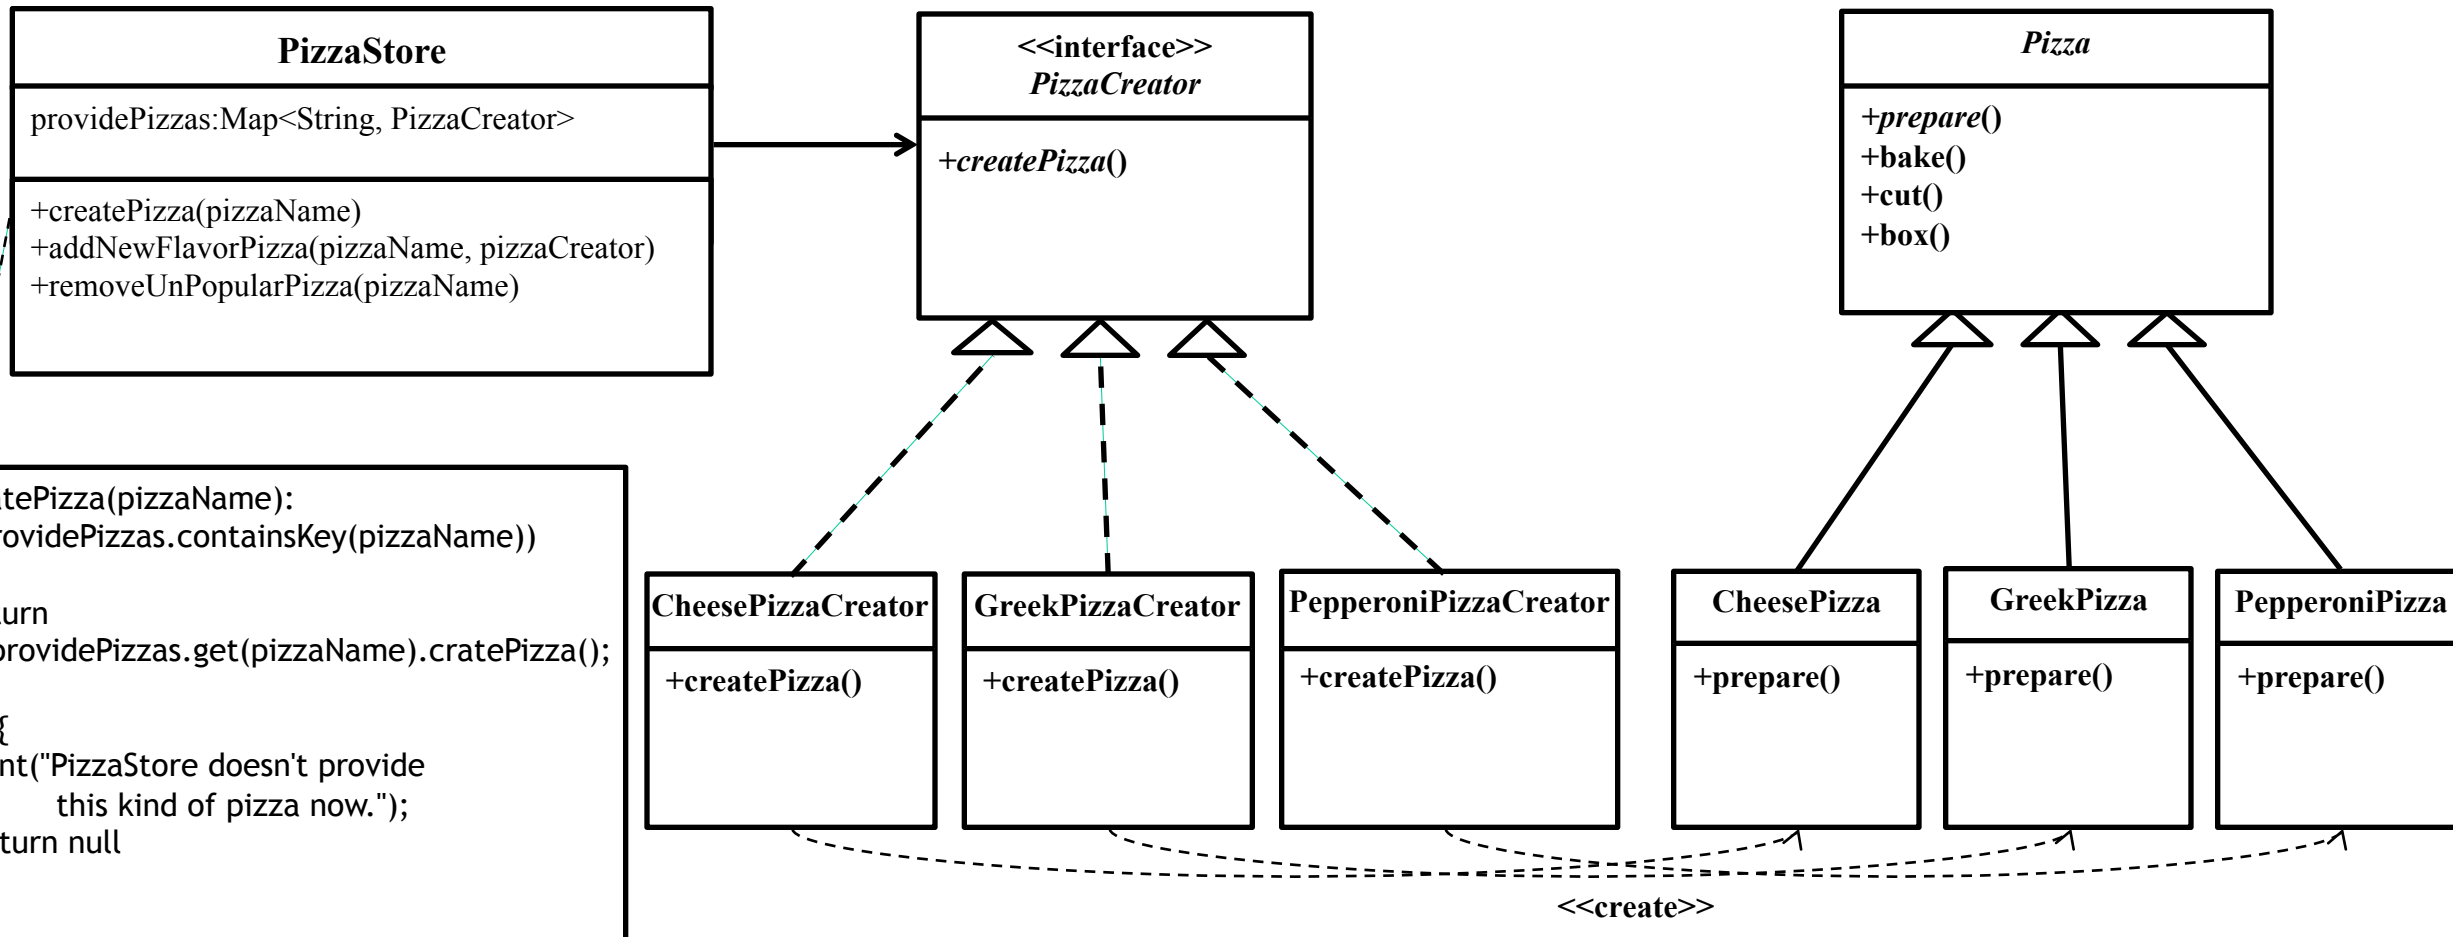 PizzaStore
providePizzas:Map<String, PizzaCreator>
+createPizza(pizzaName)
+addNewFlavorPizza(pizzaName, pizzaCreator)
+removeUnPopularPizza(pizzaName)
<<interface>>
PizzaCreator
+createPizza()
Pizza
+prepare()
+bake()
+cut()
+box()
atePizza(pizzaName):
rovidePizzas.containsKey(pizzaName))
urn
providePizzas.get(pizzaName).cratePizza();
{
nt("PizzaStore doesn't provide
this kind of pizza now.");
turn null
CheesePizzaCreator
+createPizza()
GreekPizzaCreator
+createPizza()
PepperoniPizzaCreator
+createPizza()
CheesePizza
+prepare()
GreekPizza
+prepare()
PepperoniPizza
+prepare()
<<create>>